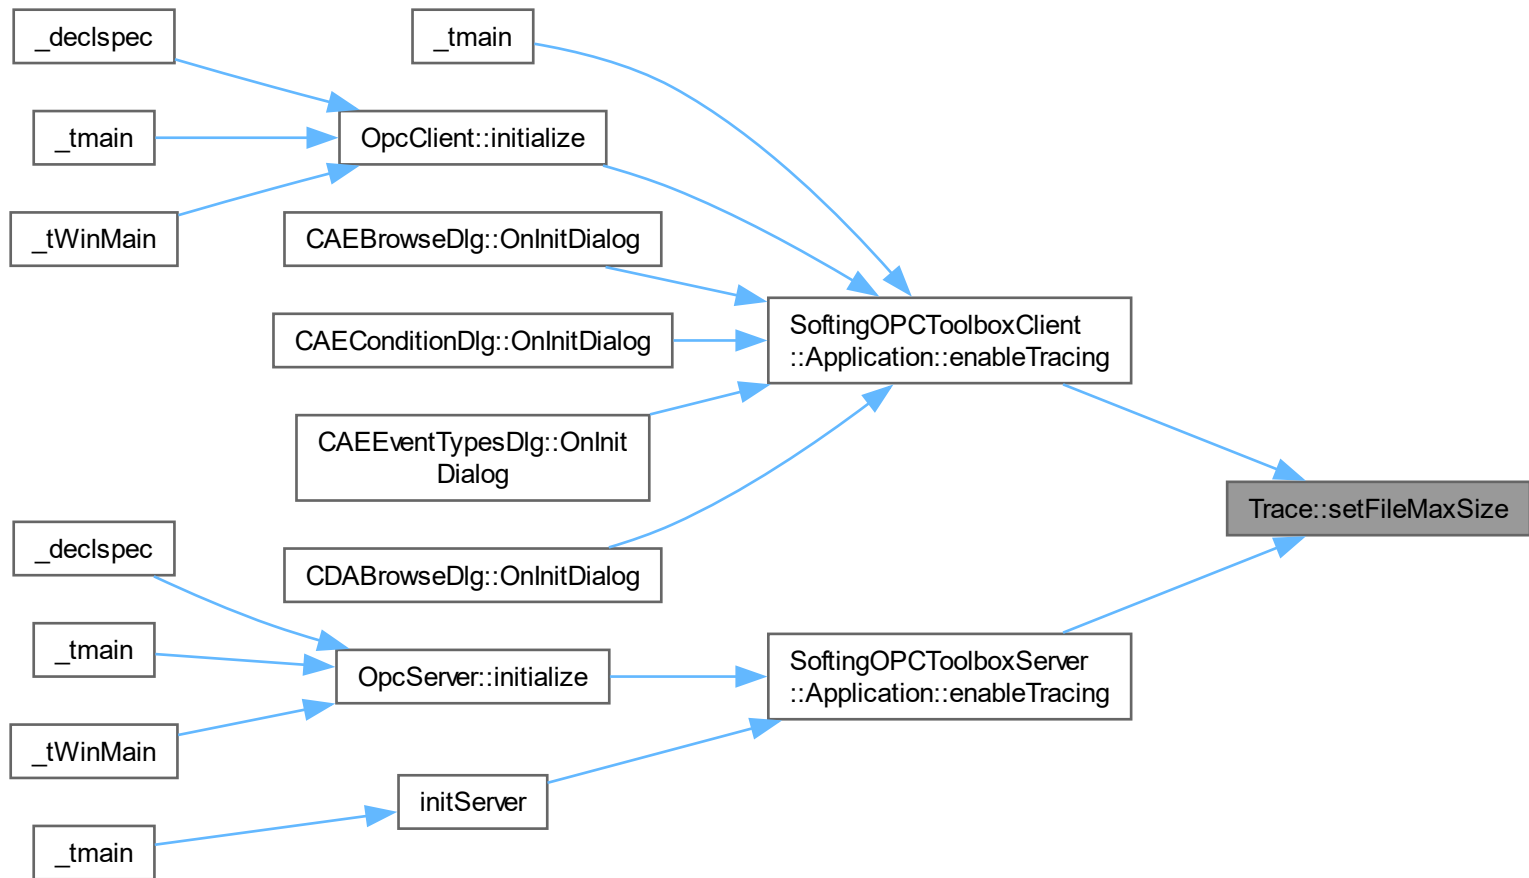 _declspec
_tmain
_tmain
OpcClient::initialize
_tWinMain
CAEBrowseDlg::OnInitDialog
CAEConditionDlg::OnInitDialog
SoftingOPCToolboxClient
::Application::enableTracing
CAEEventTypesDlg::OnInit
Dialog
Trace::setFileMaxSize
_declspec
CDABrowseDlg::OnInitDialog
_tmain
OpcServer::initialize
SoftingOPCToolboxServer
::Application::enableTracing
_tWinMain
initServer
_tmain